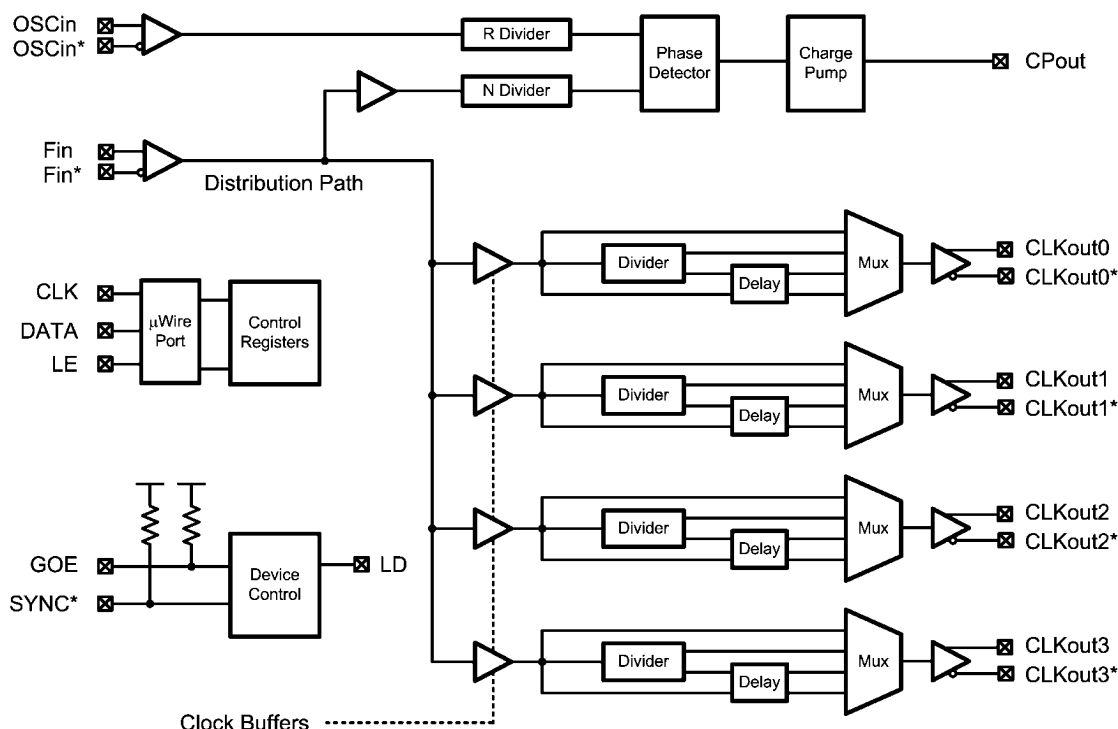 OSCin
OSCin*
R Divider
Phase
Detector
Charge
Pump
CPout
N Divider
Fin
Fin*
Distribution Path
CLKout0
CLKout0*
Divider
Delay
Mux
CLK
DATA
LE
μWire
Port
Control
Registers
CLKout1
CLKout1*
Divider
Delay
Mux
CLKout2
CLKout2*
Divider
Delay
Mux
GOE
SYNC*
Device
Control
LD
CLKout3
CLKout3*
Divider
Delay
Mux
Clock Buffers